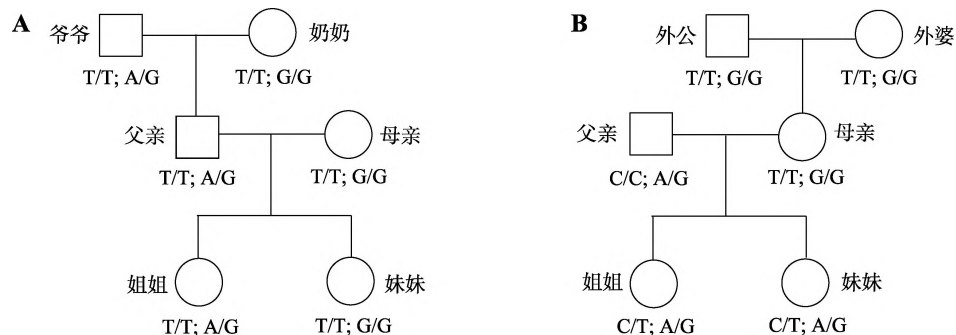 A 爷爷 奶奶
T/T; A/G T/T; G/G
父亲 母亲
T/T; A/G T/T; G/G
姐姐 妹妹
T/T; A/G T/T; G/G
B 外公 外婆
T/T; G/G T/T; G/G
父亲 母亲
C/C; A/G T/T; G/G
姐姐 妹妹
C/T; A/G C/T; A/G